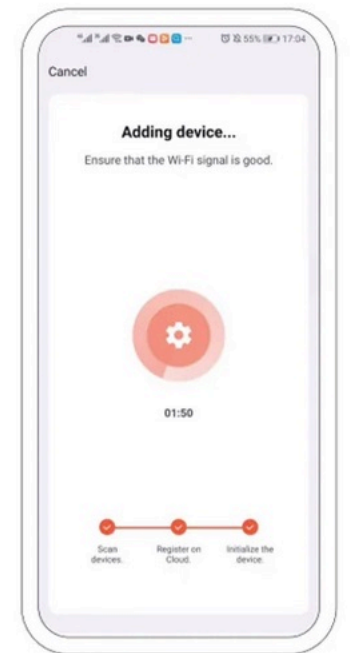 55% 17:04
Cancel
Adding device...
Ensure that the Wi-Fi signal is good.
01:50
Scan
devices.
Register on
Cloud.
Initialize the
device.